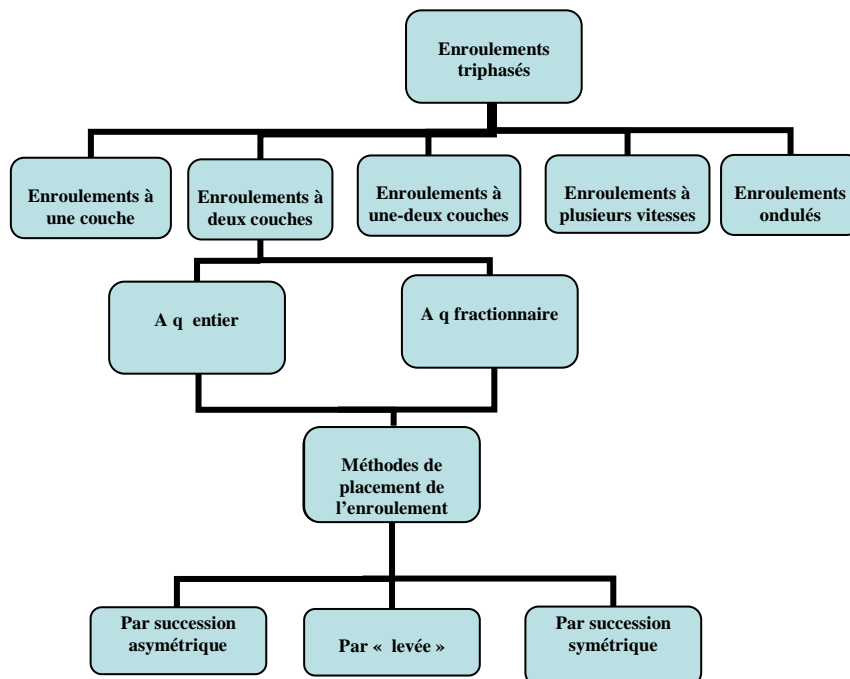 Enroulements
triphasés
Enroulements à
une couche
Enroulements à
deux couches
Enroulements à
une-deux couches
Enroulements à
plusieurs vitesses
Enroulements
ondulés
A q entier
A q fractionnaire
Méthodes de
placement de
l’enroulement
Par succession
asymétrique
Par « levée »
Par succession
symétrique